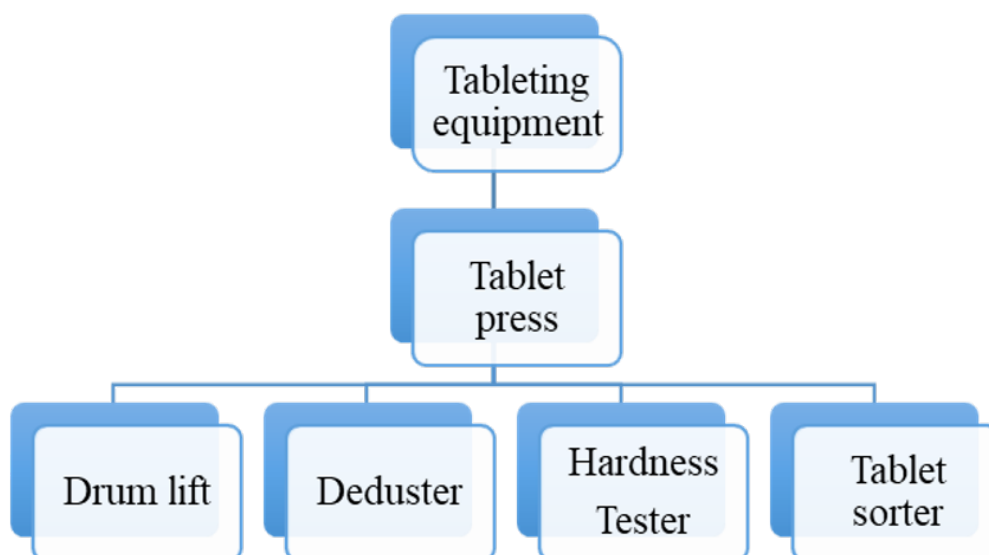 Tableting
equipment
Tablet
press
Drum lift
Deduster
Hardness
Tester
Tablet
sorter